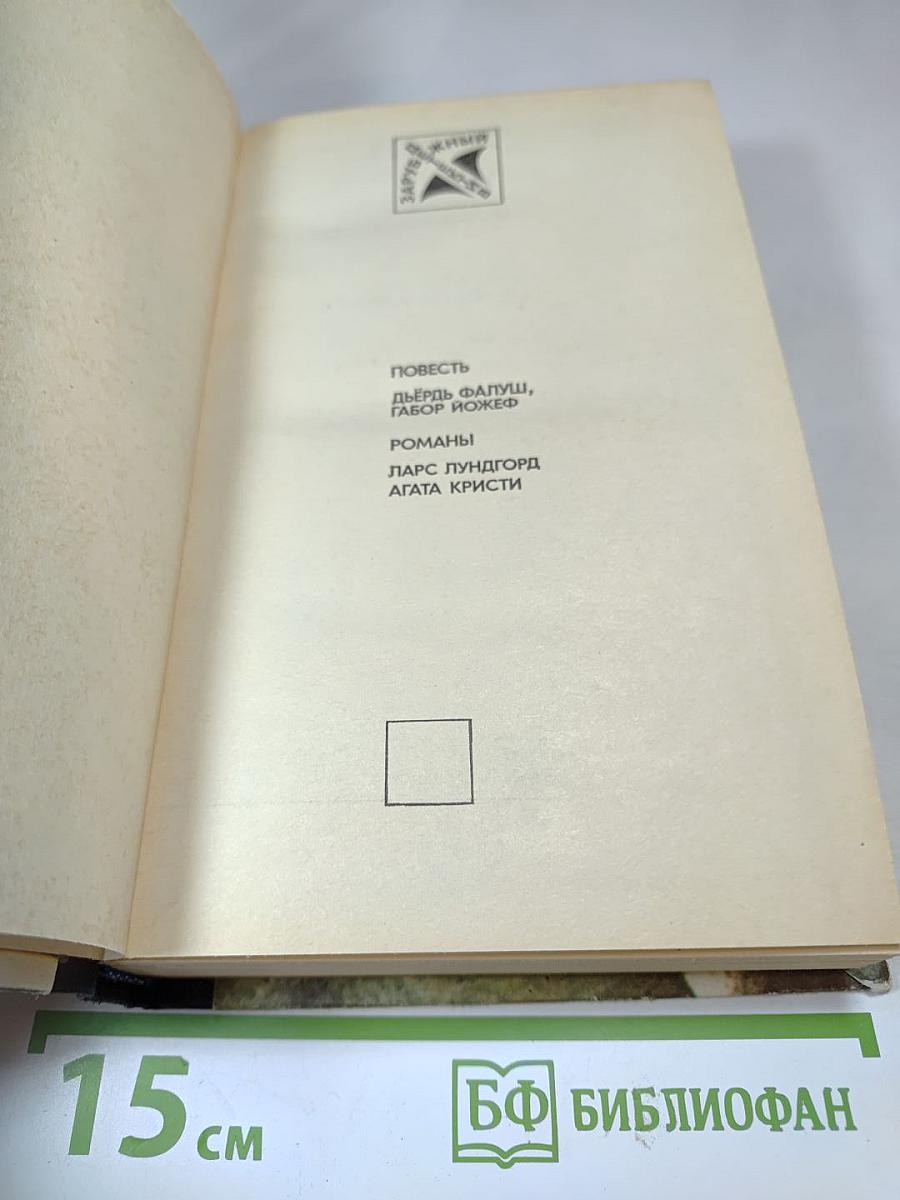 ЗАРУБЕЖНЫЙ
ДЕТЕКТИВ
ПОВЕСТЬ
ДЬЁРДЬ ФАЛУШ,
ГАБОР ЙОЖЕФ
РОМАНЫ
ЛАРС ЛУНДГОРД
АГАТА КРИСТИ
15 см
БФ БИБЛИОФАН